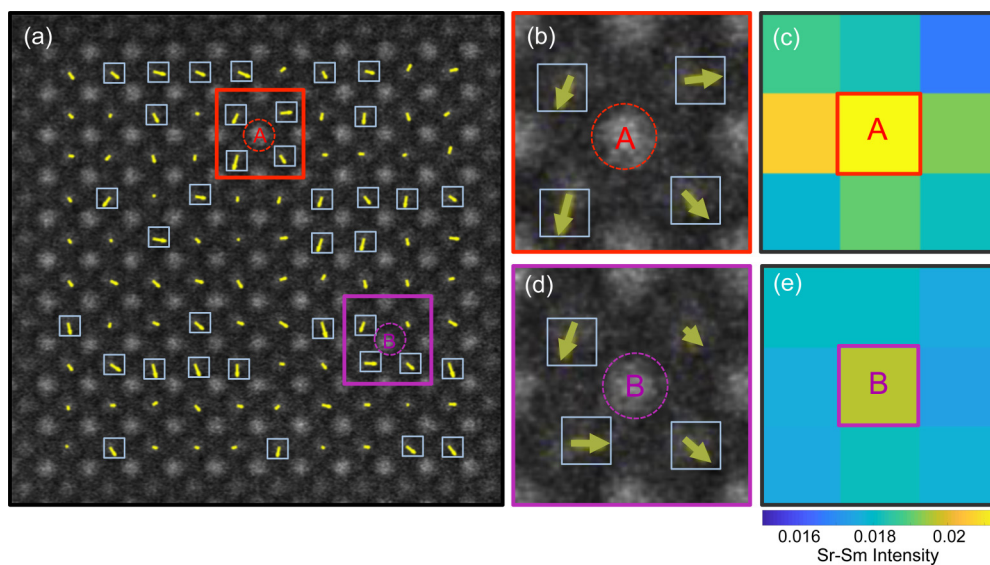 (a)
A
B
(b)
A
(c)
A
(d)
B
(e)
B
0.016 0.018 0.02
Sr-Sm Intensity